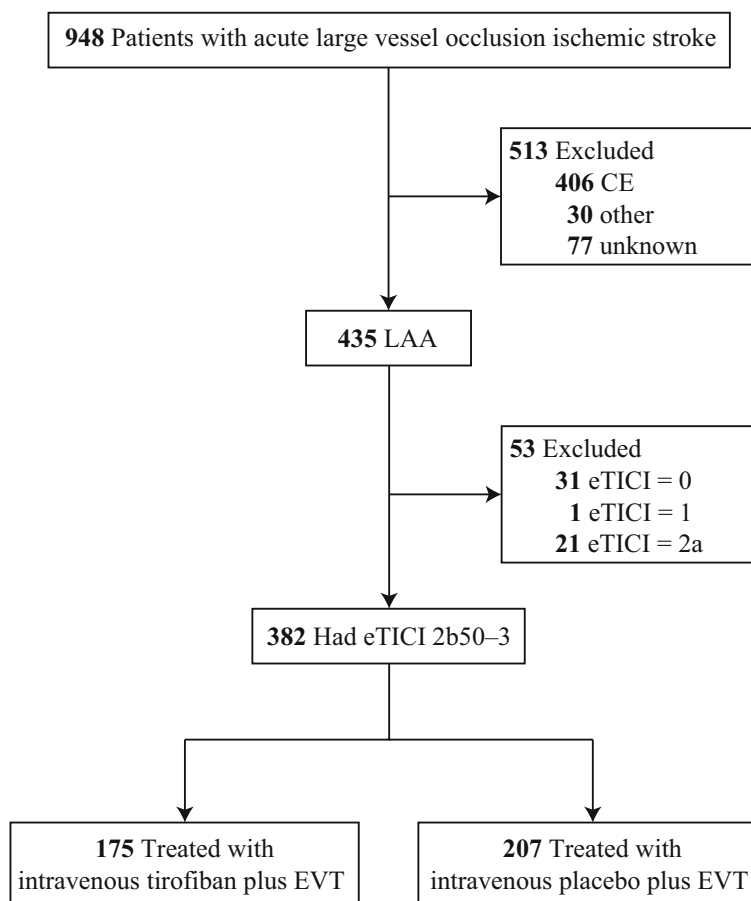 948 Patients with acute large vessel occlusion ischemic stroke
513 Excluded
406 CE
30 other
77 unknown
435 LAA
53 Excluded
31 eTICI = 0
1 eTICI = 1
21 eTICI = 2a
382 Had eTICI 2b50–3
175 Treated with
intravenous tirofiban plus EVT
207 Treated with
intravenous placebo plus EVT